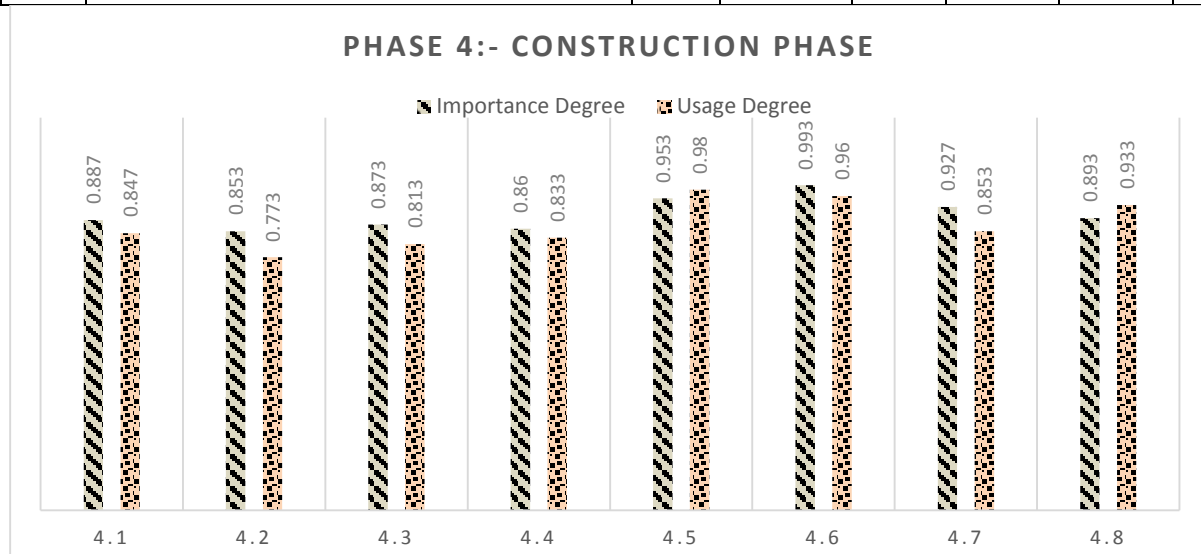 PHASE 4:- CONSTRUCTION PHASE
Importance Degree Usage Degree
0.887 0.847 0.853 0.773 0.873 0.813 0.86 0.833 0.953 0.98 0.993 0.96 0.927 0.853 0.893 0.933
4.1 4.2 4.3 4.4 4.5 4.6 4.7 4.8